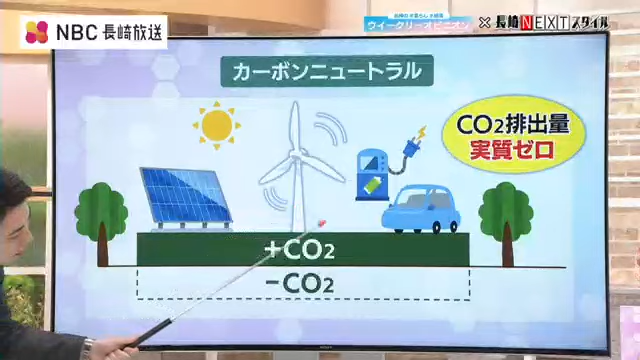 NBC 長崎放送
ウイークリーオピニオン
× 長崎NEXTスタイル
カーボンニュートラル
CO2排出量
実質ゼロ
+CO2
-CO2